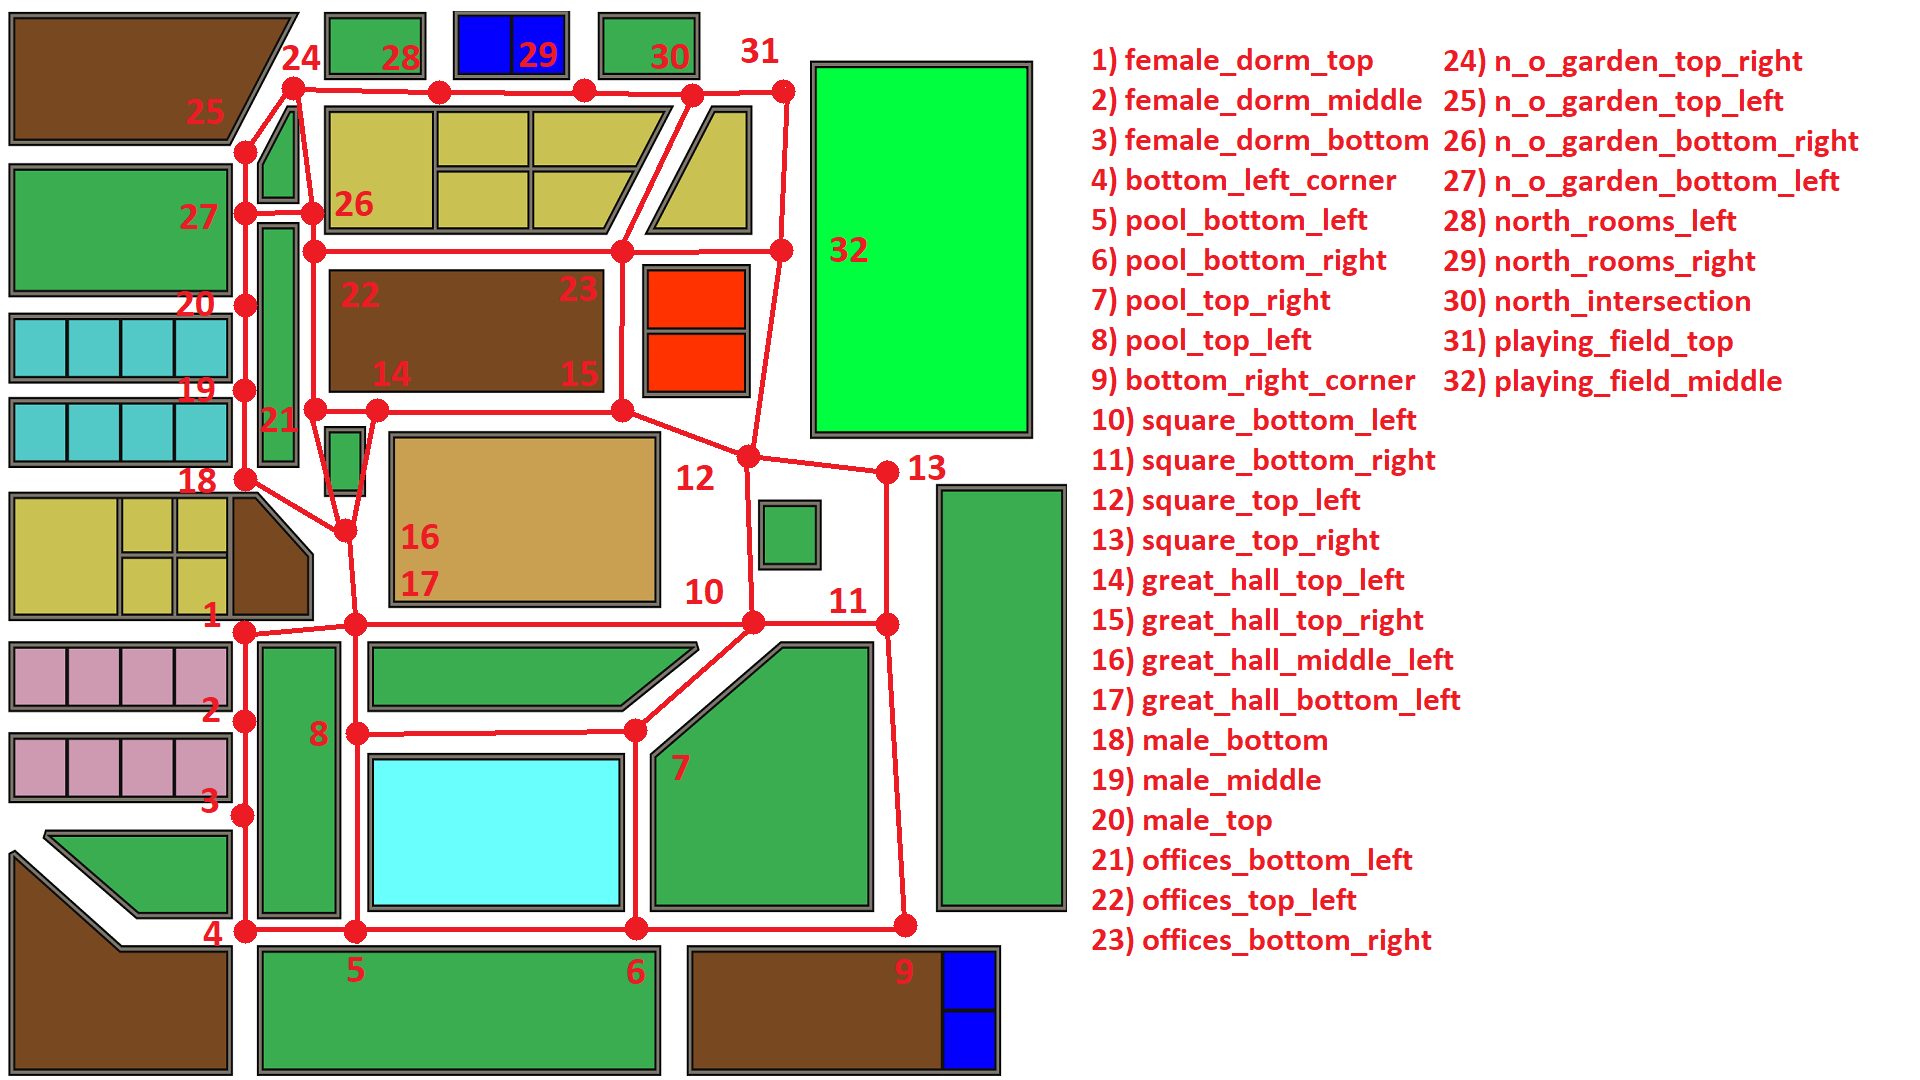 24
28
29
30
31
25
26
27
32
20
22
23
19
14
15
21
18
12
13
16
17
10
11
1
2
8
7
3
4
5
6
9
1) female_dorm_top
2) female_dorm_middle
3) female_dorm_bottom
4) bottom_left_corner
5) pool_bottom_left
6) pool_bottom_right
7) pool_top_right
8) pool_top_left
9) bottom_right_corner
10) square_bottom_left
11) square_bottom_right
12) square_top_left
13) square_top_right
14) great_hall_top_left
15) great_hall_top_right
16) great_hall_middle_left
17) great_hall_bottom_left
18) male_bottom
19) male_middle
20) male_top
21) offices_bottom_left
22) offices_top_left
23) offices_bottom_right
24) n_o_garden_top_right
25) n_o_garden_top_left
26) n_o_garden_bottom_right
27) n_o_garden_bottom_left
28) north_rooms_left
29) north_rooms_right
30) north_intersection
31) playing_field_top
32) playing_field_middle